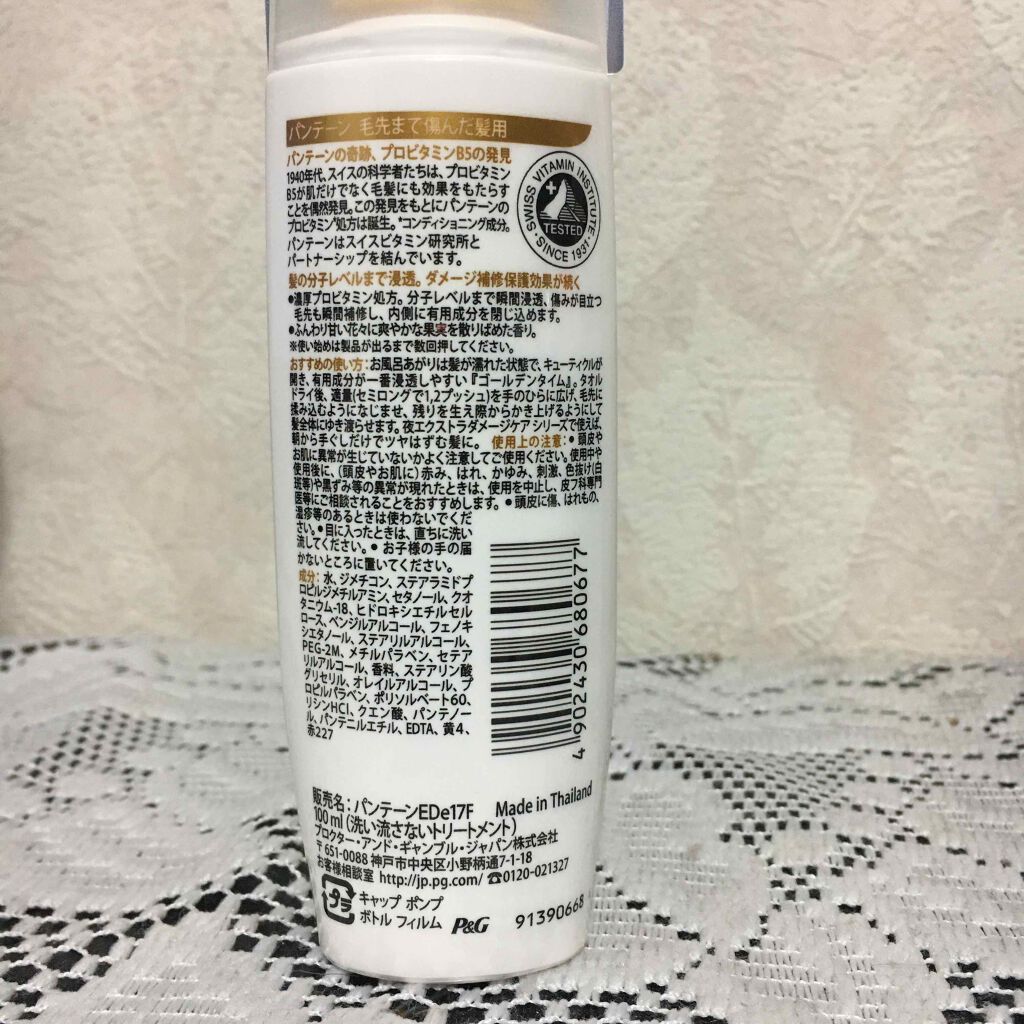 パンテーン 毛先まで傷んだ髪用
パンテーンの奇跡、プロビタミンB5の発見
1940年代、スイスの科学者たちは、プロビタミン
B5が肌だけでなく毛髪にも効果をもたらす
ことを偶然発見。この発見をもとにパンテーンの
プロビタミン*処方は誕生。*コンディショニング成分。
パンテーンはスイスビタミン研究所と
パートナーシップを結んでいます。
SWISS VITAMIN INSTITUTE
TESTED
SINCE 1931
髪の分子レベルまで浸透。ダメージ補修保護効果が続く
●濃厚プロビタミン処方。分子レベルまで瞬間浸透、傷みが目立つ
毛先も瞬間補修し、内側に有用成分を閉じ込めます。
●ふんわり甘い花々に爽やかな果実を散りばめた香り。
※使い始めは製品が出るまで数回押してください。
おすすめの使い方：お風呂あがりは髪が濡れた状態で、キューティクルが
開き、有用成分が一番浸透しやすい『ゴールデンタイム』。タオル
ドライ後、適量(セミロングで1,2プッシュ)を手のひらに広げ、毛先に
揉み込むようになじませ、残りを生え際からかき上げるようにして
髪全体にゆき渡らせます。夜エクストラダメージケア シリーズで使えば、
朝から手ぐしだけでツヤはずむ髪に。 使用上の注意：● 頭皮や
お肌に異常が生じていないかよく注意してご使用ください。使用中や
使用後に、(頭皮やお肌に)赤み、はれ、かゆみ、刺激、色抜け(白
斑等)や黒ずみ等の異常が現れたときは、使用を中止し、皮フ科専門
医等にご相談されることをおすすめします。● 頭皮に傷、はれもの、
湿疹等のあるときは使わないでくだ
さい。● 目に入ったときは、直ちに洗い
流してください。● お子様の手の届
かないところに置いてください。
成分：水、ジメチコン、ステアラミドプ
ロピルジメチルアミン、セタノール、クオ
タニウム-18、ヒドロキシエチルセル
ロース、ベンジルアルコール、フェノキ
シエタノール、ステアリルアルコール、
PEG-2M、メチルパラベン、セテア
リルアルコール、香料、ステアリン酸
グリセリル、オレイルアルコール、プ
ロピルパラベン、ポリソルベート60、
リシンHCl、クエン酸、パンテノー
ル、パンテニルエチル、EDTA、黄4、
赤227
4902430680677
販売名：パンテーンEDe17F Made in Thailand
100ml (洗い流さないトリートメント)
プロクター・アンド・ギャンブル・ジャパン株式会社
〒651-0088 神戸市中央区小野柄通7-1-18
お客様相談室 http://jp.pg.com/ ☎0120-021327
プラ キャップ ポンプ
ボトル フィルム P&G 91390668